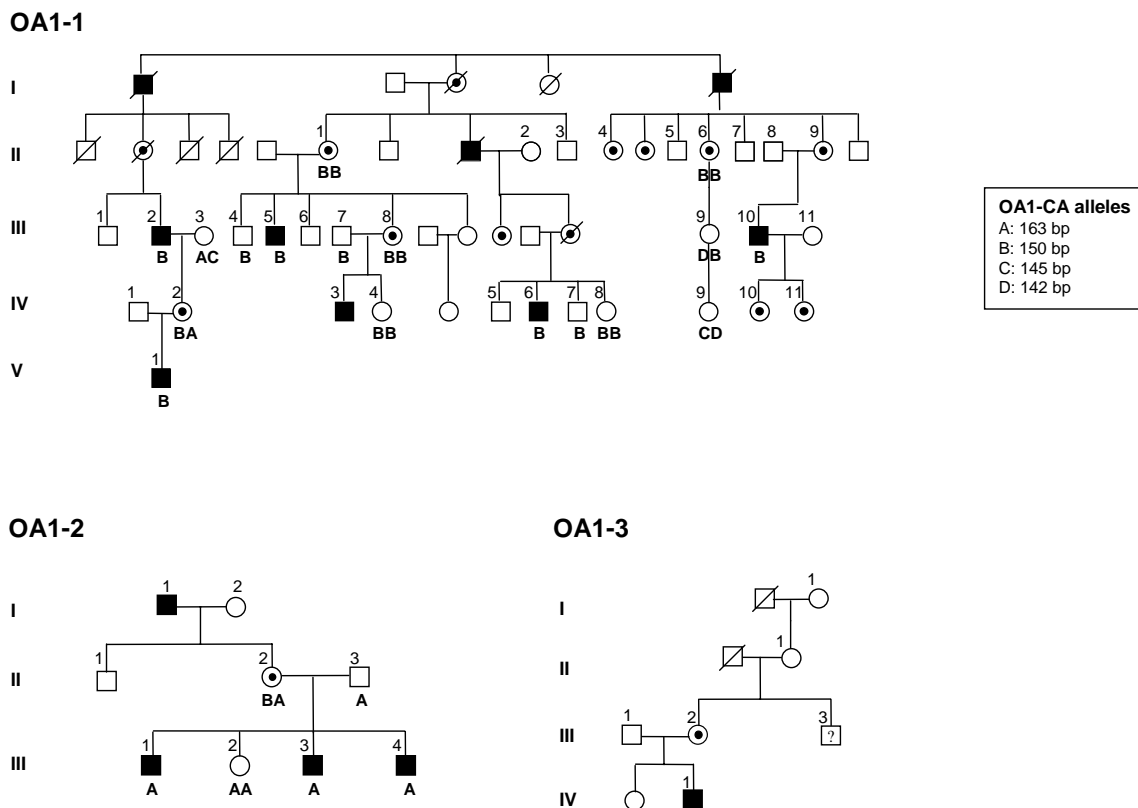 OA1-1
I
II
1 2 3 4 5 6 7 8 9
BB BB
III
1 2 3 4 5 6 7 8 9 10 11
B AC B B B BB DB B
IV
1 2 3 4 5 6 7 8 9 10 11
BA BB B B BB CD
V
1
B
OA1-CA alleles
A: 163 bp
B: 150 bp
C: 145 bp
D: 142 bp
OA1-2
I
1 2
II
1 2 3
BA A
III
1 2 3 4
A AA A A
OA1-3
I
1
II
1
III
1 2 3
?
IV
1